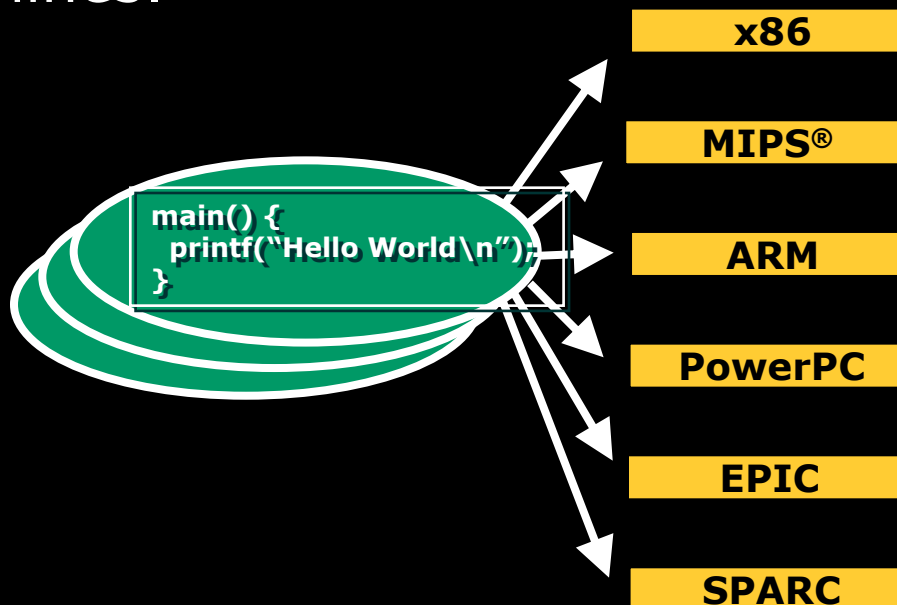 x86
MIPS®
main() {
printf(“Hello World\n”);
}
ARM
PowerPC
EPIC
SPARC